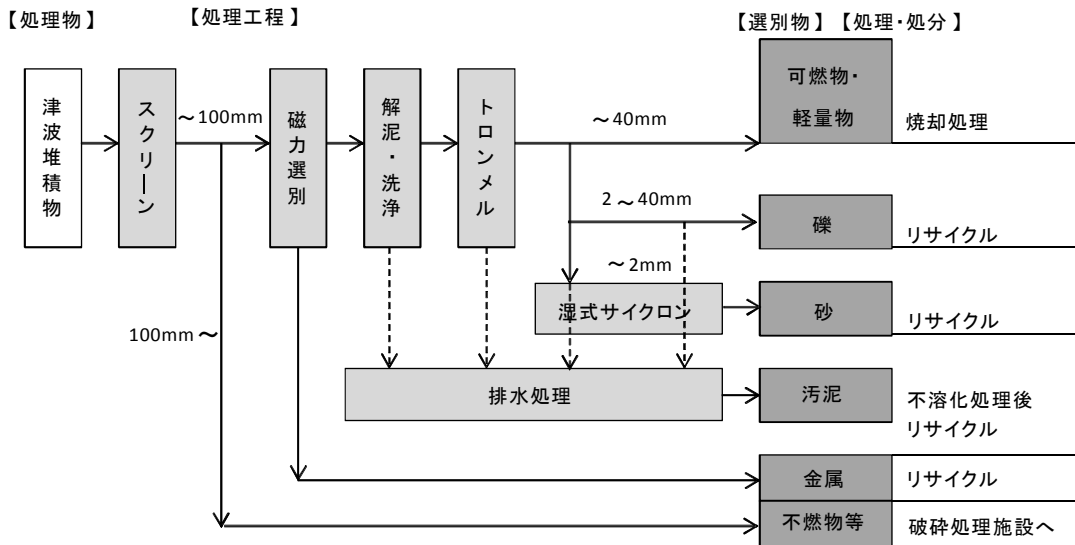 【処理物】
【処理工程】
【選別物】【処理・処分】
津波堆積物
スクリーン
～100mm
磁力選別
解泥・洗浄
トロンメル
～40mm
可燃物・
軽量物
焼却処理
2～40mm
礫
リサイクル
～2mm
湿式サイクロン
砂
リサイクル
100mm～
排水処理
汚泥
不溶化処理後
リサイクル
金属
リサイクル
不燃物等
破砕処理施設へ